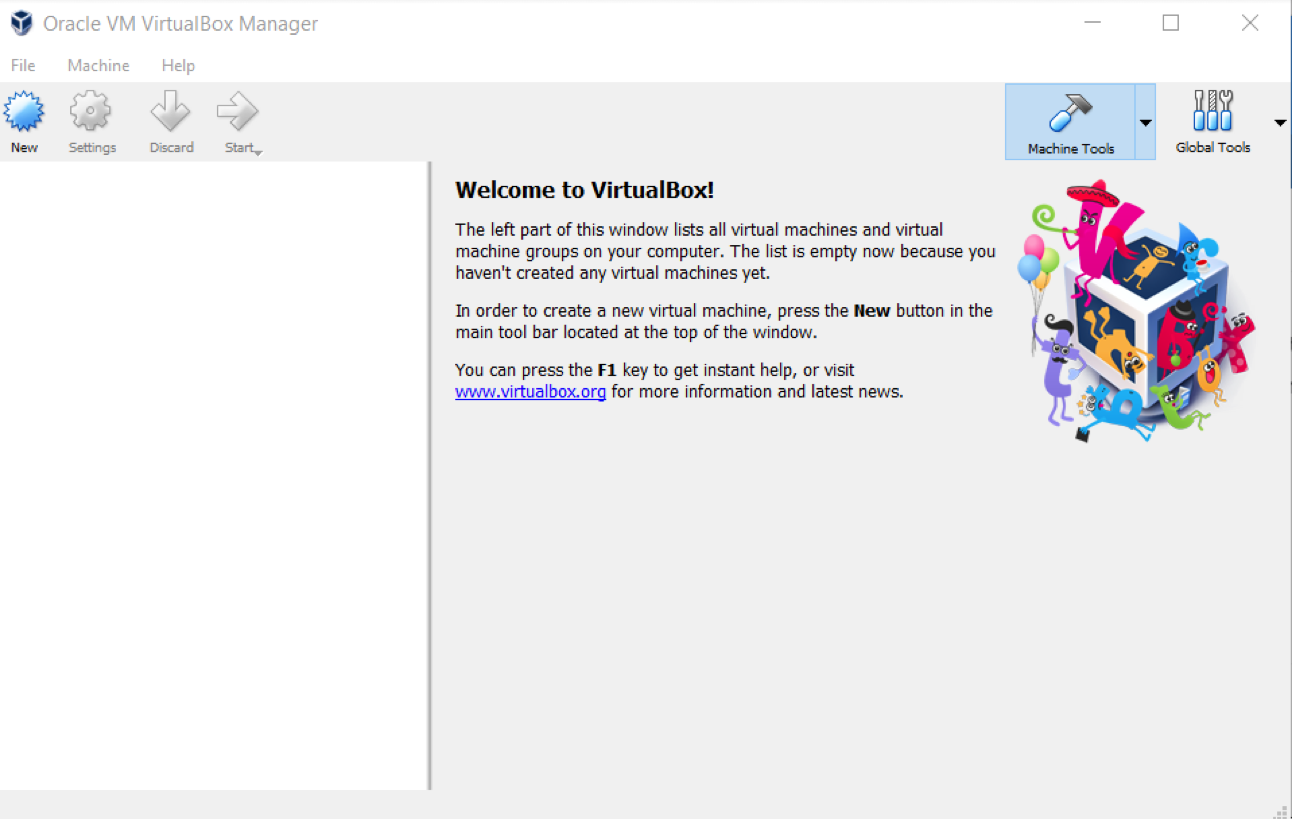 Oracle VM VirtualBox Manager
File Machine Help
New Settings Discard Start Machine Tools Global Tools
Welcome to VirtualBox!
The left part of this window lists all virtual machines and virtual
machine groups on your computer. The list is empty now because you
haven't created any virtual machines yet.
In order to create a new virtual machine, press the New button in the
main tool bar located at the top of the window.
You can press the F1 key to get instant help, or visit
www.virtualbox.org for more information and latest news.